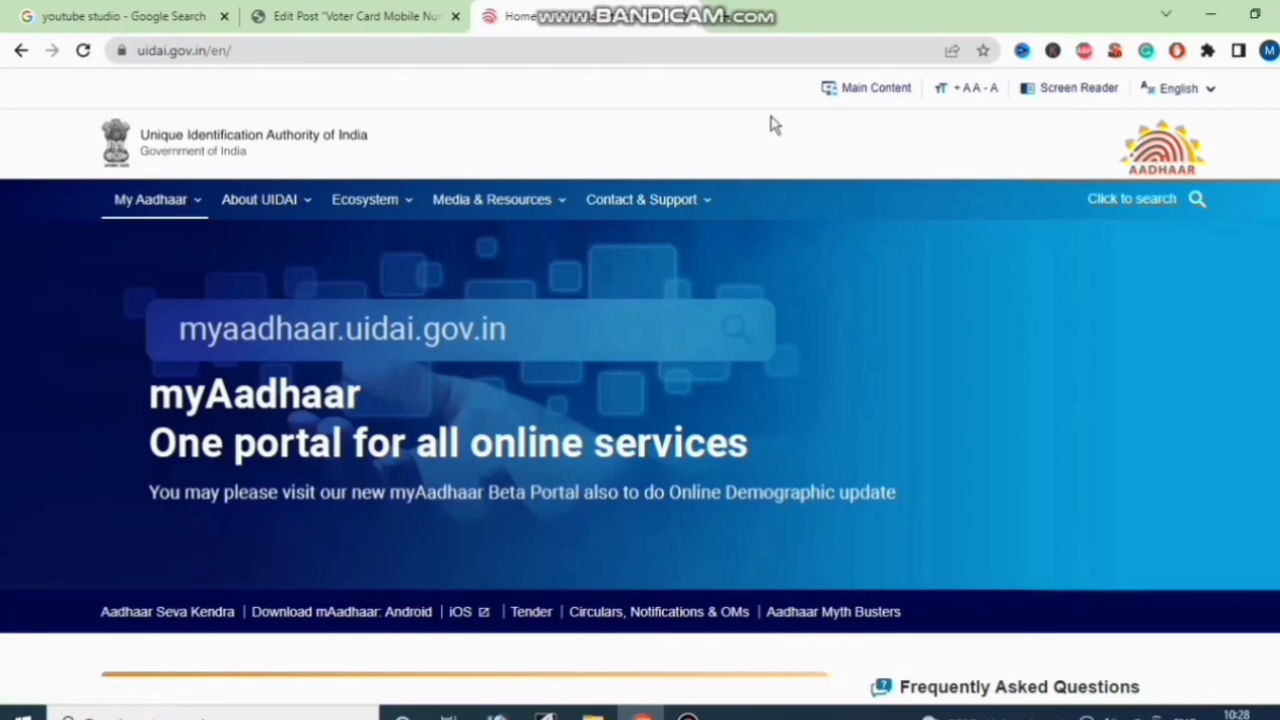 youtube studio - Google Search
Edit Post "Voter Card Mobile Nu
Home
WWW.BANDICAM.COM
uidai.gov.in/en/
M
Main Content
+ A A - A
Screen Reader
English
Unique Identification Authority of India
Government of India
AADHAAR
My Aadhaar
About UIDAI
Ecosystem
Media & Resources
Contact & Support
Click to search
myaadhaar.uidai.gov.in
myAadhaar
One portal for all online services
You may please visit our new myAadhaar Beta Portal also to do Online Demographic update
Aadhaar Seva Kendra | Download mAadhaar: Android | iOS | Tender | Circulars, Notifications & OMs | Aadhaar Myth Busters
Frequently Asked Questions
10:28